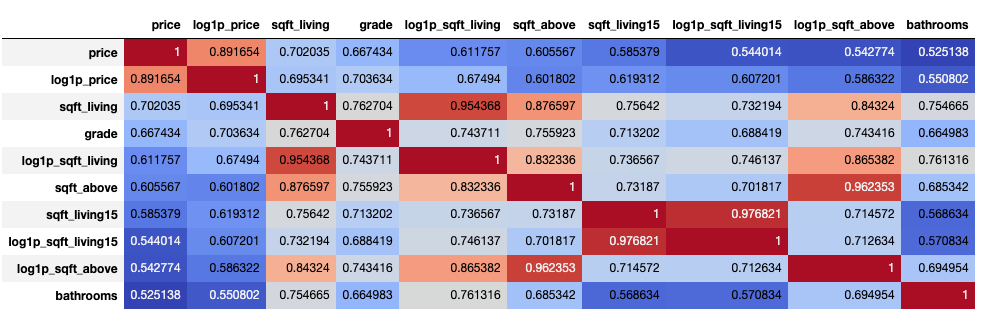 price log1p_price sqft_living grade log1p_sqft_living sqft_above sqft_living15 log1p_sqft_living15 log1p_sqft_above bathrooms
price 1 0.891654 0.702035 0.667434 0.611757 0.605567 0.585379 0.544014 0.542774 0.525138
log1p_price 0.891654 1 0.695341 0.703634 0.67494 0.601802 0.619312 0.607201 0.586322 0.550802
sqft_living 0.702035 0.695341 1 0.762704 0.954368 0.876597 0.75642 0.732194 0.84324 0.754665
grade 0.667434 0.703634 0.762704 1 0.743711 0.755923 0.713202 0.688419 0.743416 0.664983
log1p_sqft_living 0.611757 0.67494 0.954368 0.743711 1 0.832336 0.736567 0.746137 0.865382 0.761316
sqft_above 0.605567 0.601802 0.876597 0.755923 0.832336 1 0.73187 0.701817 0.962353 0.685342
sqft_living15 0.585379 0.619312 0.75642 0.713202 0.736567 0.73187 1 0.976821 0.714572 0.568634
log1p_sqft_living15 0.544014 0.607201 0.732194 0.688419 0.746137 0.701817 0.976821 1 0.712634 0.570834
log1p_sqft_above 0.542774 0.586322 0.84324 0.743416 0.865382 0.962353 0.714572 0.712634 1 0.694954
bathrooms 0.525138 0.550802 0.754665 0.664983 0.761316 0.685342 0.568634 0.570834 0.694954 1